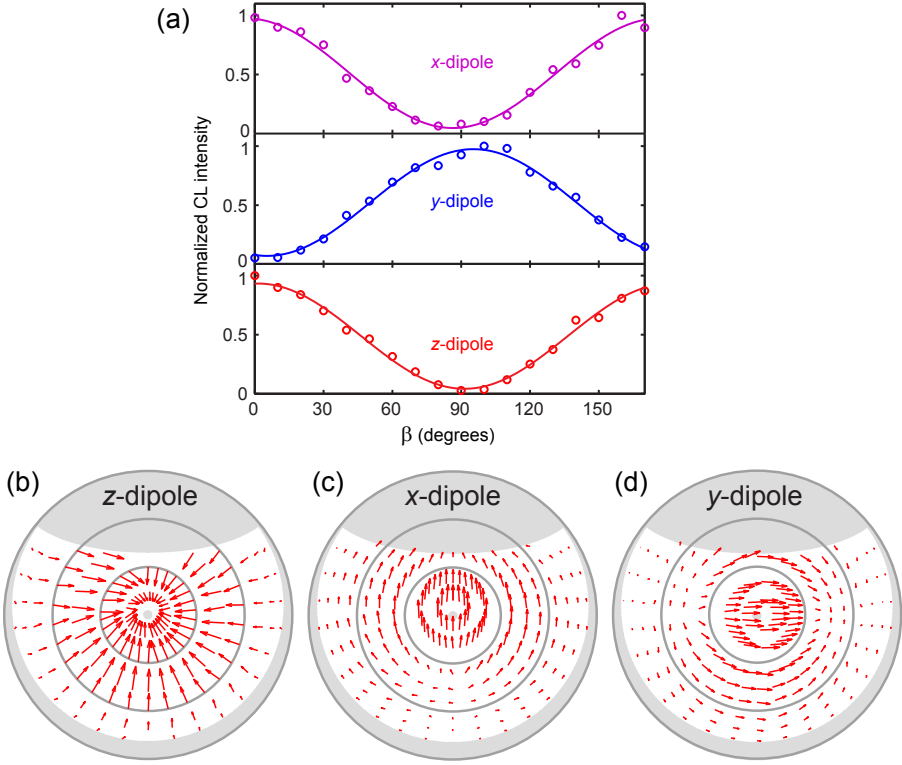 (a)
Normalized CL intensity
1
0.5
0
x-dipole
1
0.5
0
y-dipole
1
0.5
0
z-dipole
0 30 60 90 120 150
β (degrees)
(b) z-dipole
(c) x-dipole
(d) y-dipole